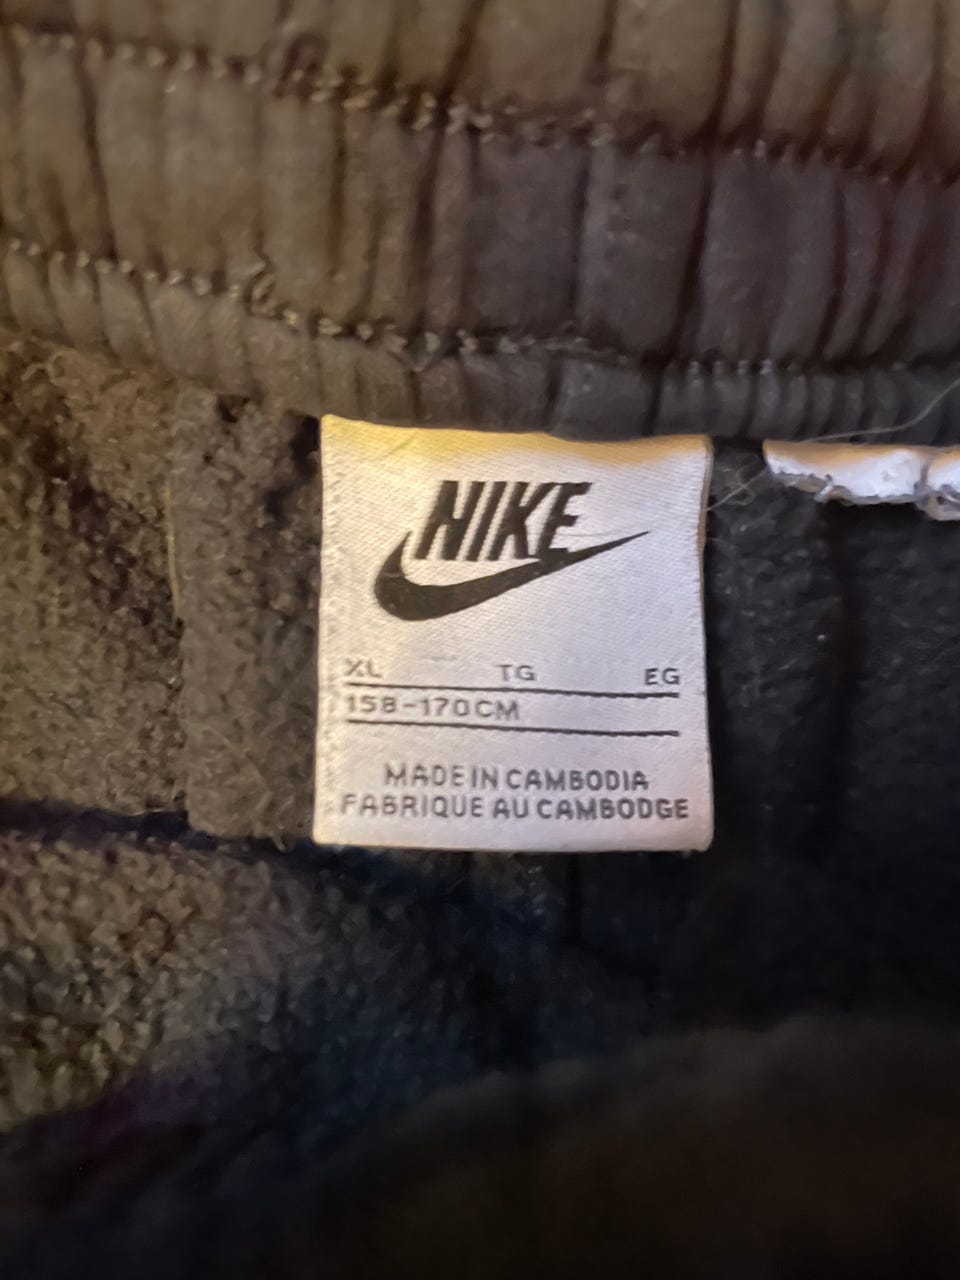 NIKE
XL TG EG
158-170CM
MADE IN CAMBODIA
FABRIQUE AU CAMBODGE